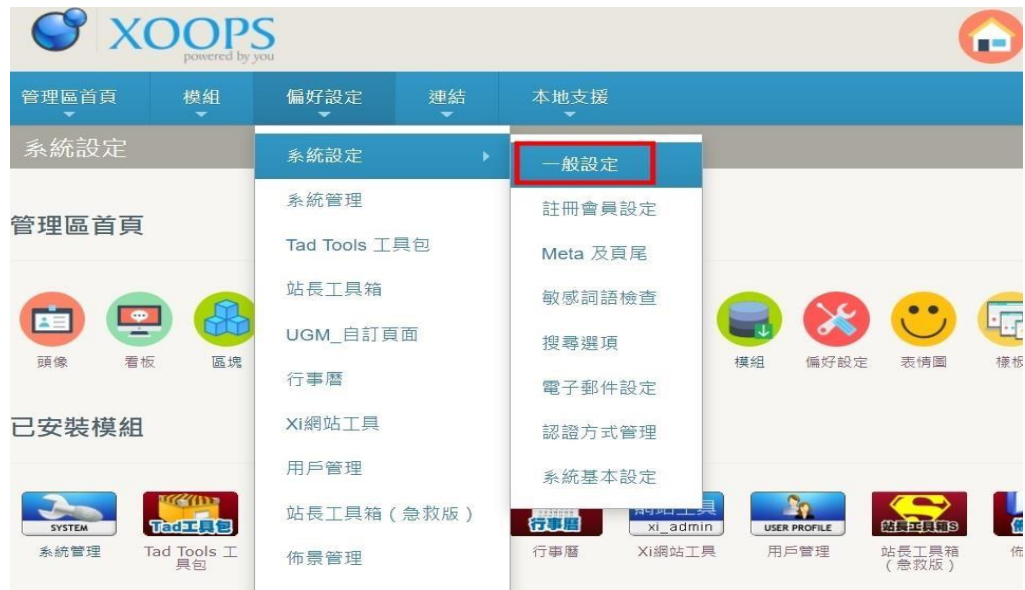 XOOPS
powered by you
管理區首頁 模組 偏好設定 連結 本地支援
系統設定
系統設定
系統管理
Tad Tools 工具包
站長工具箱
UGM_自訂頁面
行事曆
Xi網站工具
用戶管理
站長工具箱（急救版）
佈景管理
一般設定
註冊會員設定
Meta 及頁尾
敏感詞語檢查
搜尋選項
電子郵件設定
認證方式管理
系統基本設定
管理區首頁
頭像 看板 區塊 模組 偏好設定 表情圖 樣板
已安裝模組
SYSTEM Tad工具包 行事曆 xi_admin USER PROFILE 站長工具箱S
系統管理 Tad Tools 工具包 行事曆 Xi網站工具 用戶管理 站長工具箱（急救版） 佈